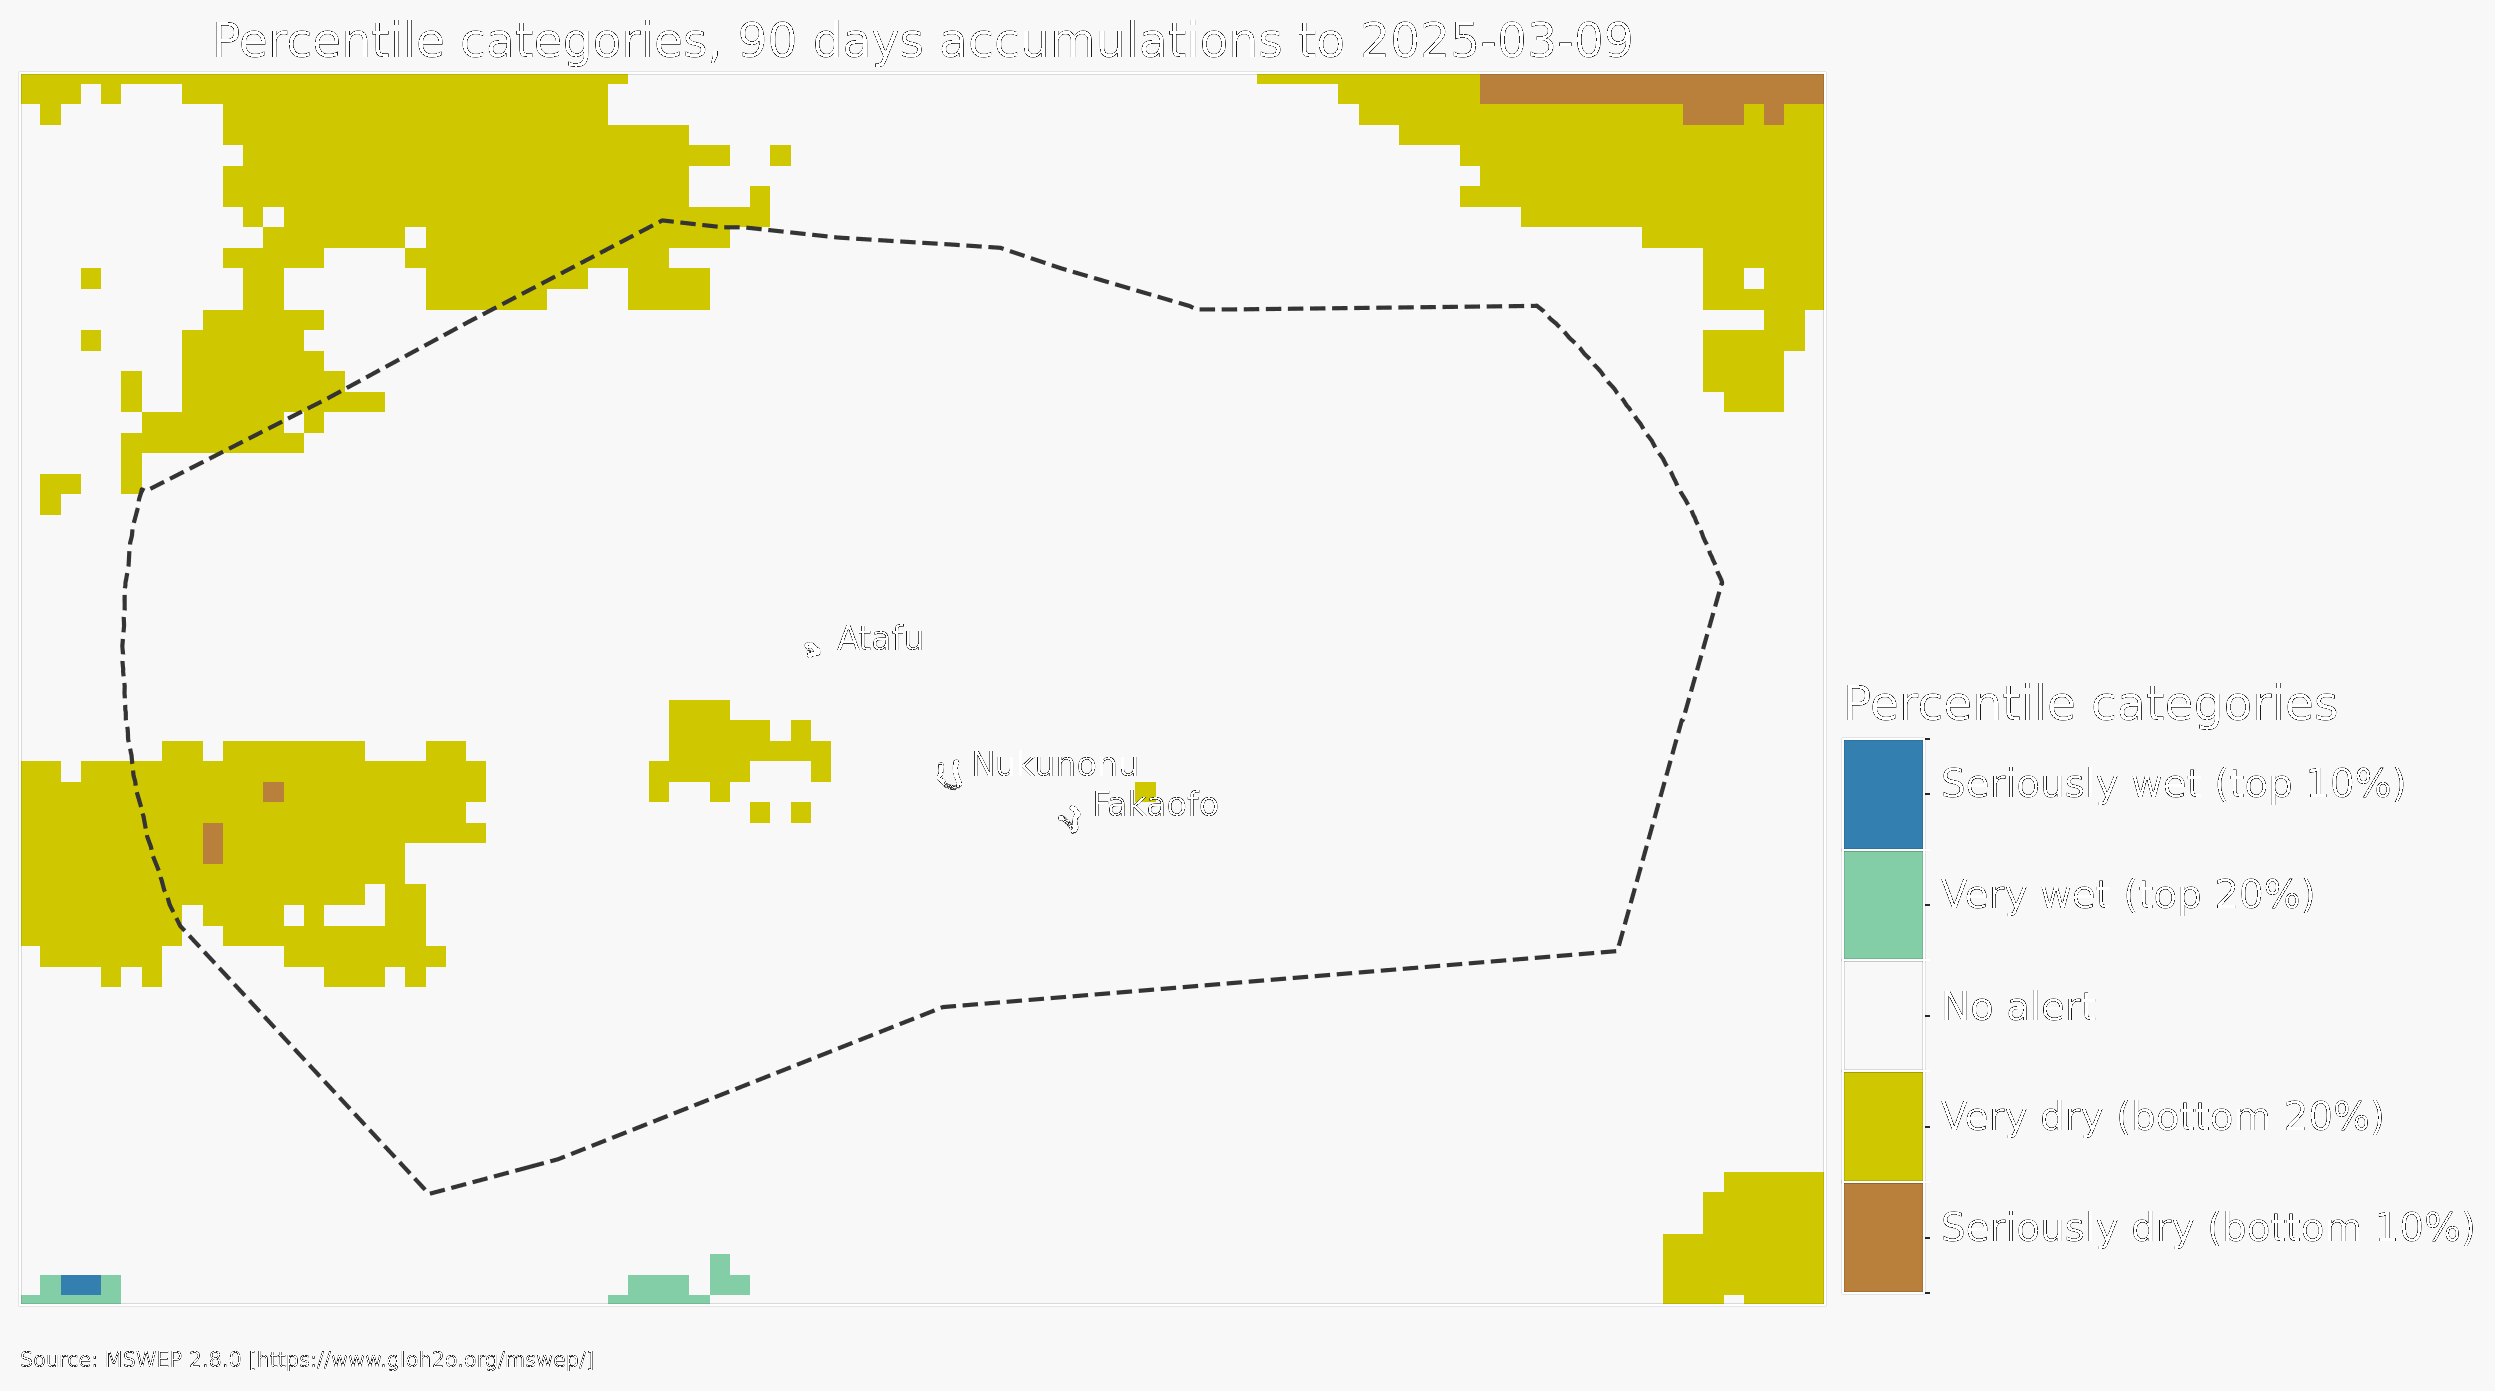 Percentile categories, 90 days accumulations to 2025-03-09
Atafu
Nukunonu
Fakaofo
Percentile categories
Seriously wet (top 10%)
Very wet (top 20%)
No alert
Very dry (bottom 20%)
Seriously dry (bottom 10%)
Source: MSWEP 2.8.0 [https://www.gloh2o.org/mswep/]